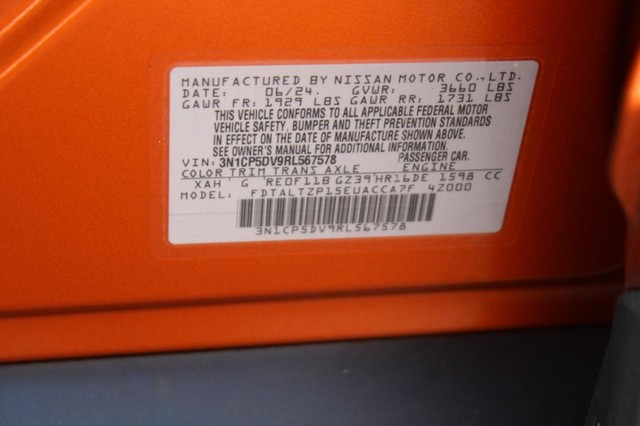 MANUFACTURED BY NISSAN MOTOR CO.,LTD.
DATE: 06/24. GVWR: 3660 LBS
GAWR FR: 1929 LBS GAWR RR: 1731 LBS
THIS VEHICLE CONFORMS TO ALL APPLICABLE FEDERAL MOTOR
VEHICLE SAFETY, BUMPER AND THEFT PREVENTION STANDARDS
IN EFFECT ON THE DATE OF MANUFACTURE SHOWN ABOVE.
SEE OWNER'S MANUAL FOR ADDITIONAL INFORMATION.
VIN: 3N1CP5DV9RL567578 PASSENGER CAR.
COLOR TRIM TRANS AXLE ENGINE
XAH G RE0F11B GZ39 HR16DE 1598 CC
MODEL: FDTALTZP15EUACCA7F 42000
3N1CP5DV9RL567578